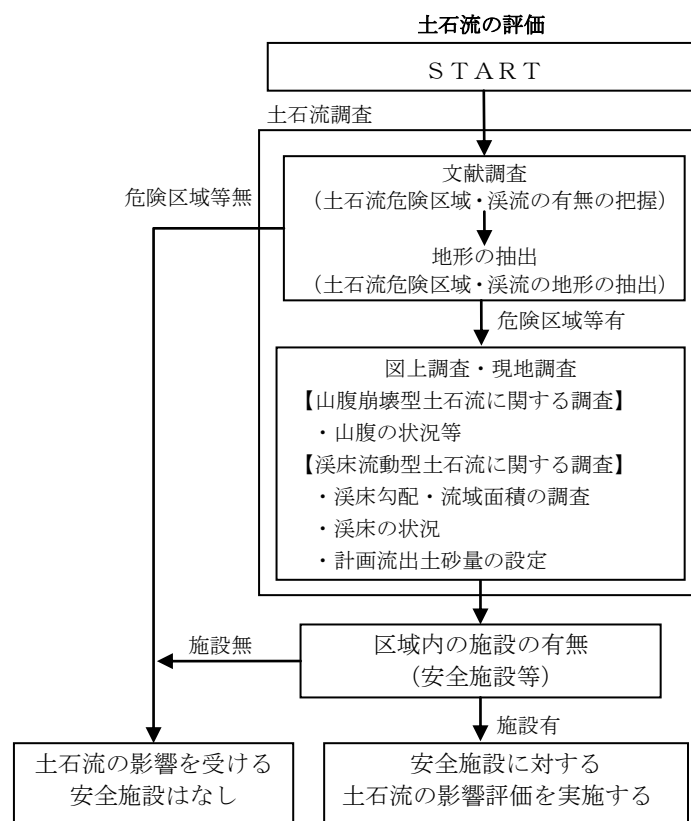 土石流の評価
ＳＴＡＲＴ
土石流調査
文献調査
（土石流危険区域・渓流の有無の把握）
危険区域等無
地形の抽出
（土石流危険区域・渓流の地形の抽出）
危険区域等有
図上調査・現地調査
【山腹崩壊型土石流に関する調査】
・山腹の状況等
【渓床流動型土石流に関する調査】
・渓床勾配・流域面積の調査
・渓床の状況
・計画流出土砂量の設定
施設無
区域内の施設の有無
（安全施設等）
施設有
土石流の影響を受ける
安全施設はなし
安全施設に対する
土石流の影響評価を実施する